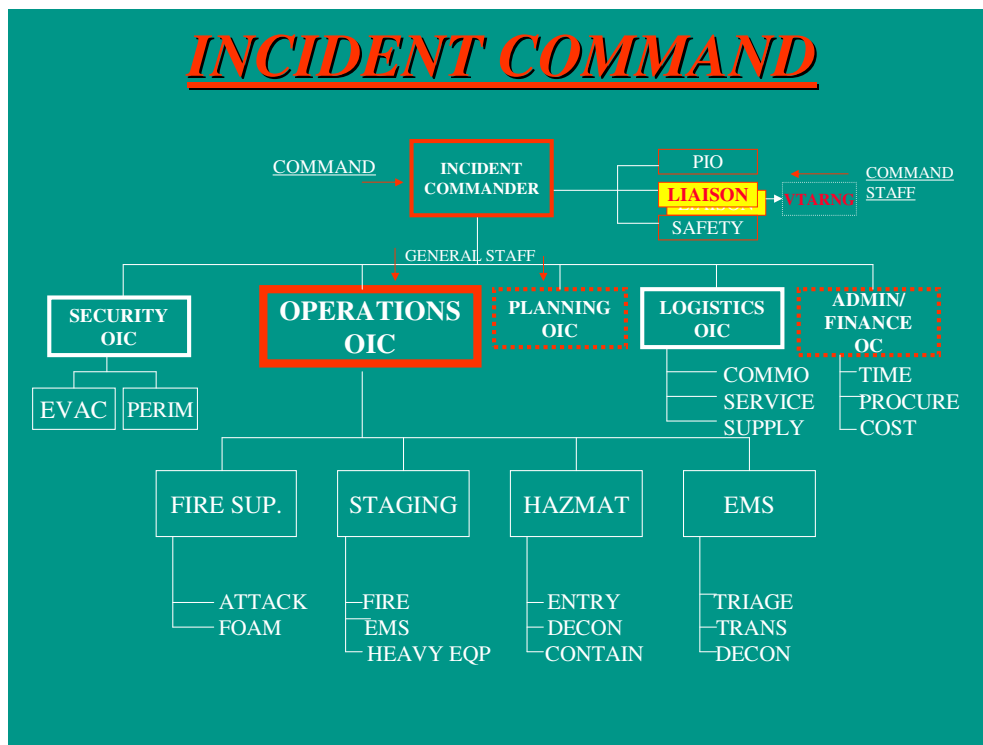 INCIDENT COMMAND
COMMAND
INCIDENT
COMMANDER
PIO
LIAISON
SAFETY
VTARNG
COMMAND
STAFF
GENERAL STAFF
SECURITY
OIC
OPERATIONS
OIC
PLANNING
OIC
LOGISTICS
OIC
ADMIN/
FINANCE
OC
EVAC
PERIM
COMMO
SERVICE
SUPPLY
TIME
PROCURE
COST
FIRE SUP.
STAGING
HAZMAT
EMS
ATTACK
FOAM
FIRE
EMS
HEAVY EQP
ENTRY
DECON
CONTAIN
TRIAGE
TRANS
DECON